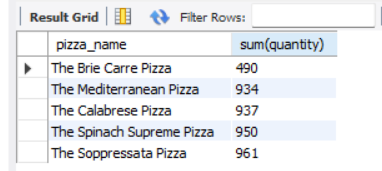 Result Grid Filter Rows:
pizza_name sum(quantity)
The Brie Carre Pizza 490
The Mediterranean Pizza 934
The Calabrese Pizza 937
The Spinach Supreme Pizza 950
The Soppressata Pizza 961